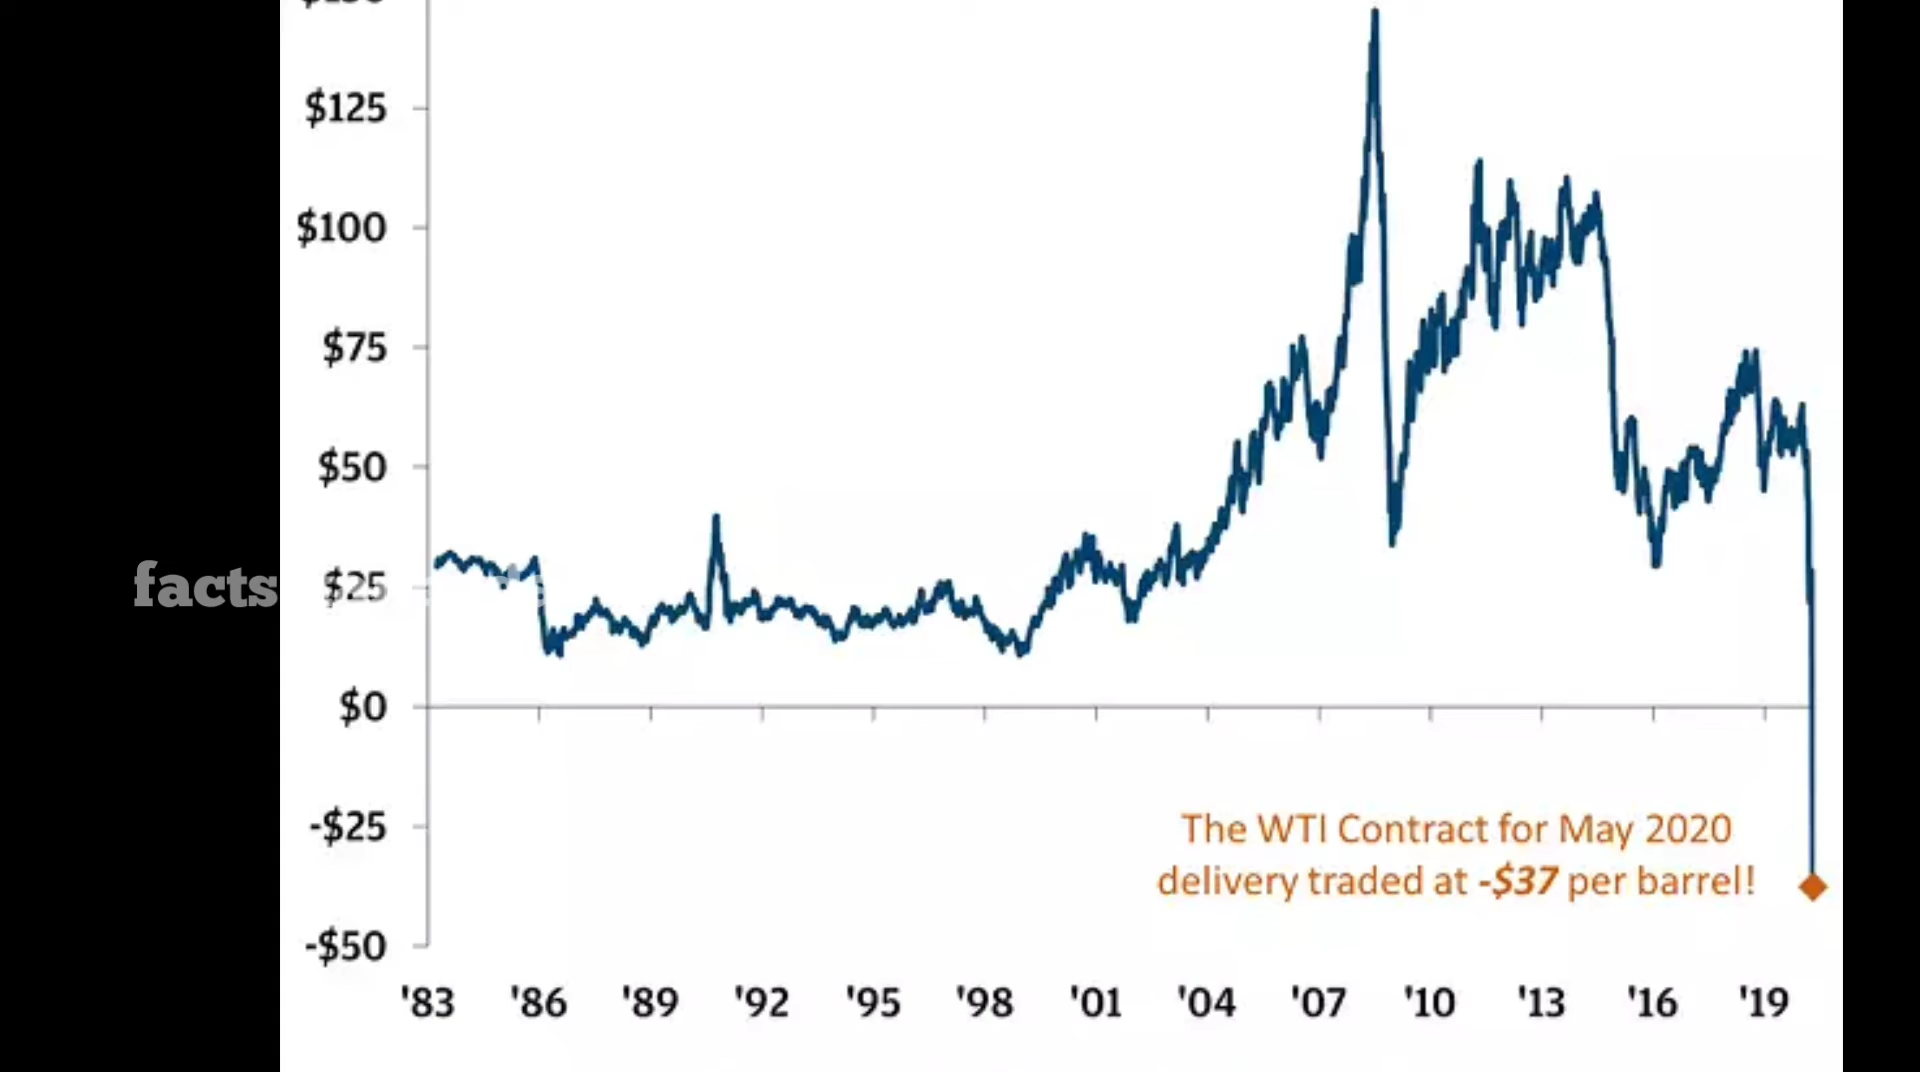 $125
$100
$75
$50
facts
$25
$0
-$25
The WTI Contract for May 2020
delivery traded at -$37 per barrel!
-$50
'83 '86 '89 '92 '95 '98 '01 '04 '07 '10 '13 '16 '19